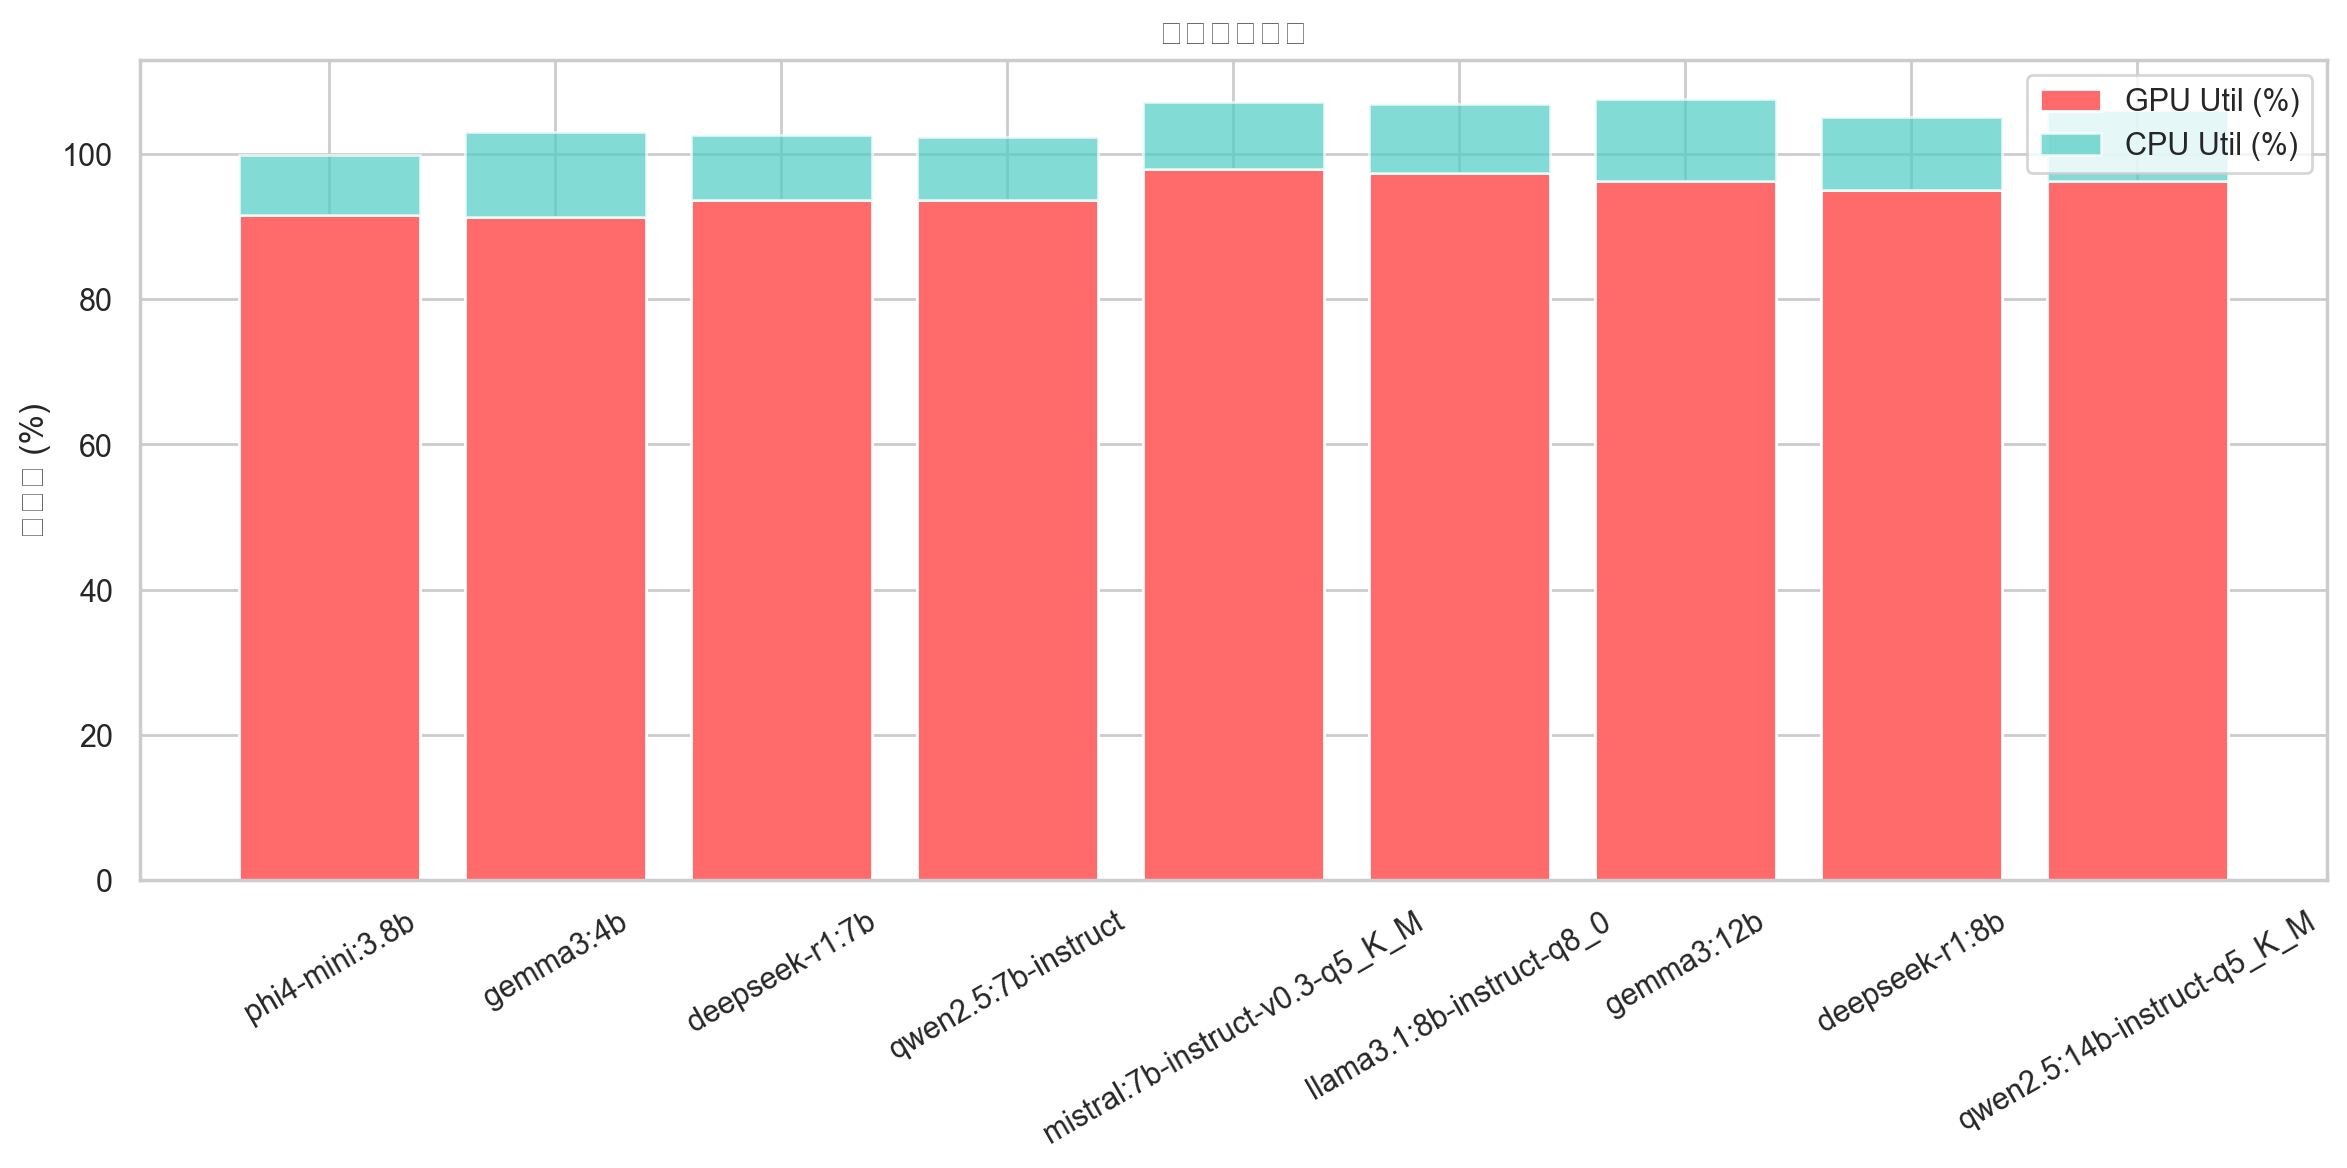 GPU Util (%)
CPU Util (%)
(%)
100
80
60
40
20
0
phi4-mini:3.8b
gemma3:4b
deepseek-r1:7b
qwen2.5:7b-instruct
mistral:7b-instruct-v0.3-q5_K_M
llama3.1:8b-instruct-q8_0
gemma3:12b
deepseek-r1:8b
qwen2.5:14b-instruct-q5_K_M